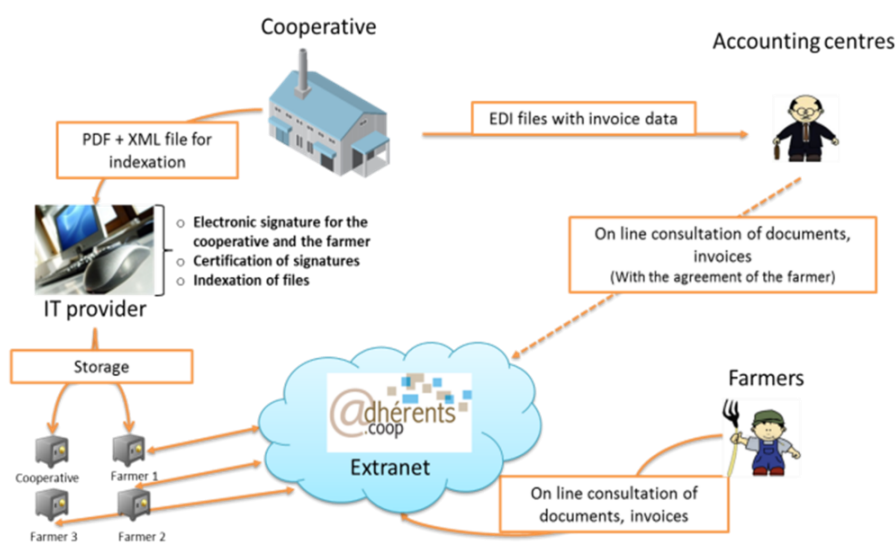 Cooperative
Accounting centres
EDI files with invoice data
PDF + XML file for
indexation
Electronic signature for the
cooperative and the farmer
Certification of signatures
Indexation of files
On line consultation of documents,
invoices
(With the agreement of the farmer)
IT provider
Storage
@dhérents
.coop
Extranet
Farmers
Cooperative
Farmer 1
Farmer 3
Farmer 2
On line consultation of
documents, invoices